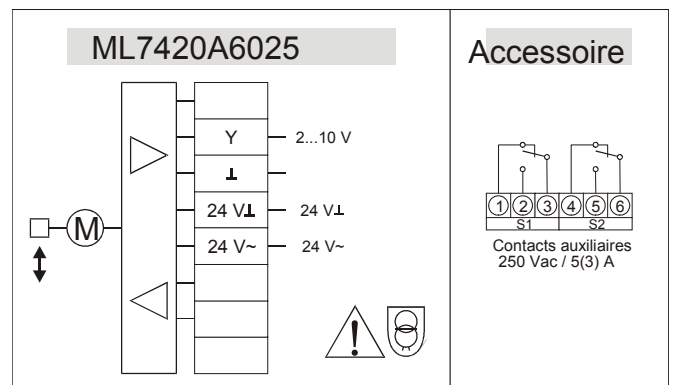 ML7420A6025
Y 2...10 V
⊥
24 V⊥ 24 V⊥
24 V~ 24 V~
M
Accessoire
1 2 3 4 5 6
S1 S2
Contacts auxiliaires
250 Vac / 5(3) A